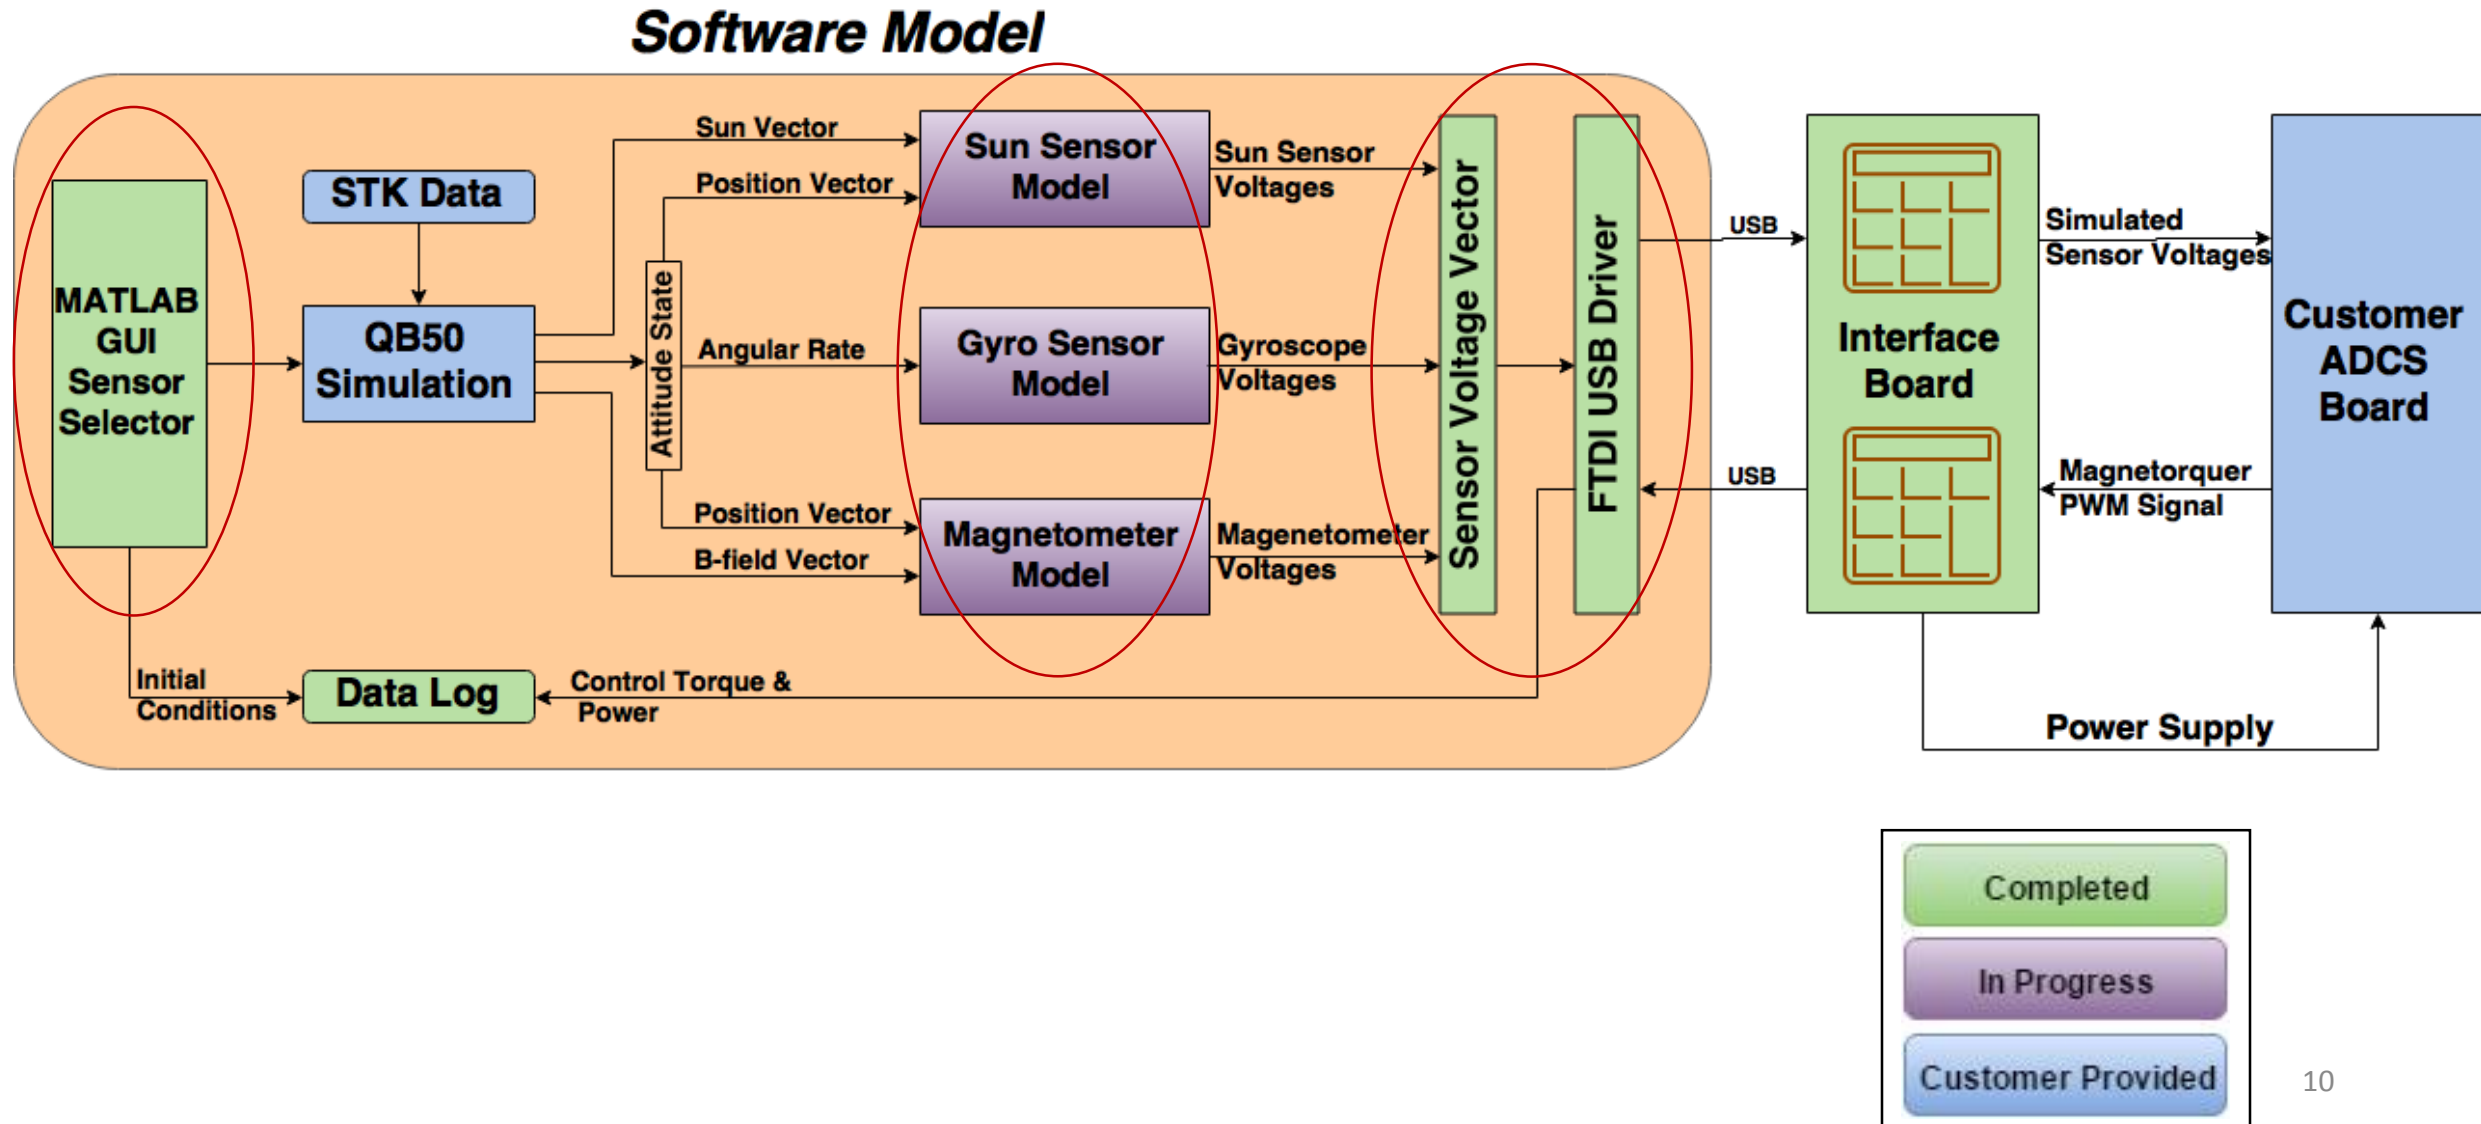 Software Model
MATLAB
GUI
Sensor
Selector
STK Data
QB50
Simulation
Attitude State
Sun Vector
Position Vector
Angular Rate
Position Vector
B-field Vector
Sun Sensor
Model
Gyro Sensor
Model
Magnetometer
Model
Sun Sensor
Voltages
Gyroscope
Voltages
Magenetometer
Voltages
Sensor Voltage Vector
FTDI USB Driver
Initial
Conditions
Data Log
Control Torque &
Power
USB
USB
Interface
Board
Simulated
Sensor Voltages
Magnetorquer
PWM Signal
Customer
ADCS
Board
Power Supply
Completed
In Progress
Customer Provided
10